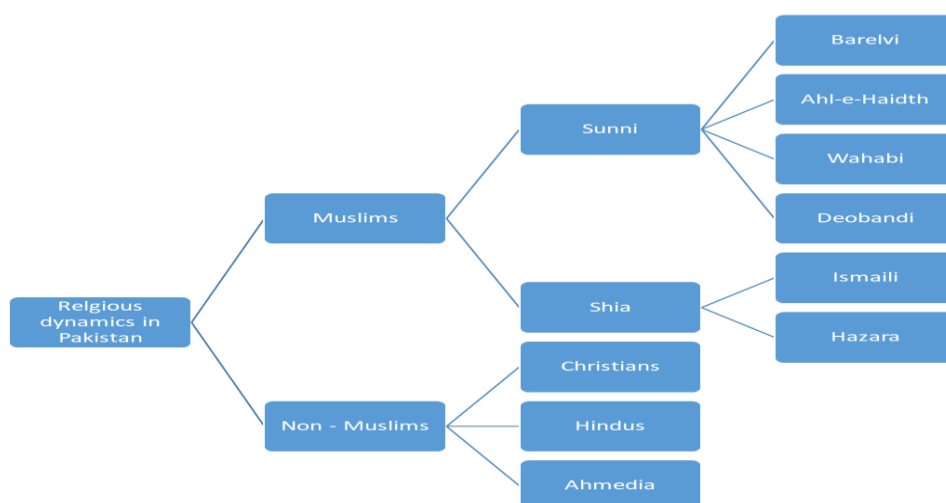 Relgious
dynamics in
Pakistan
Muslims
Sunni
Barelvi
Ahl-e-Haidth
Wahabi
Deobandi
Shia
Ismaili
Hazara
Non - Muslims
Christians
Hindus
Ahmedia